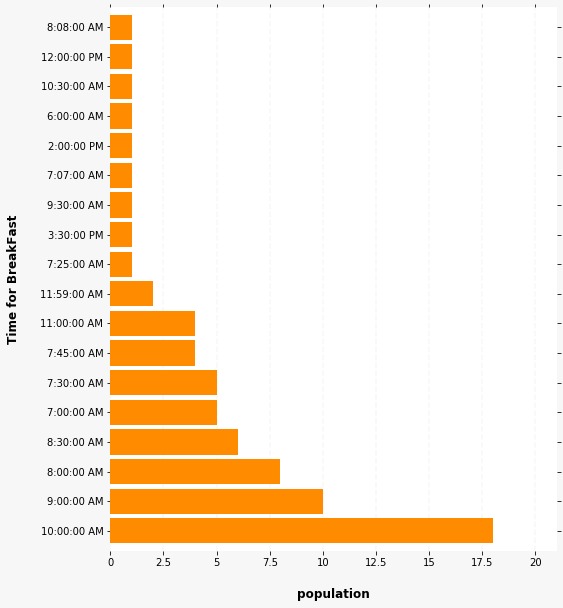 8:08:00 AM
12:00:00 PM
10:30:00 AM
6:00:00 AM
2:00:00 PM
7:07:00 AM
9:30:00 AM
3:30:00 PM
7:25:00 AM
11:59:00 AM
11:00:00 AM
7:45:00 AM
7:30:00 AM
7:00:00 AM
8:30:00 AM
8:00:00 AM
9:00:00 AM
10:00:00 AM
Time for BreakFast
0 2.5 5 7.5 10 12.5 15 17.5 20
population